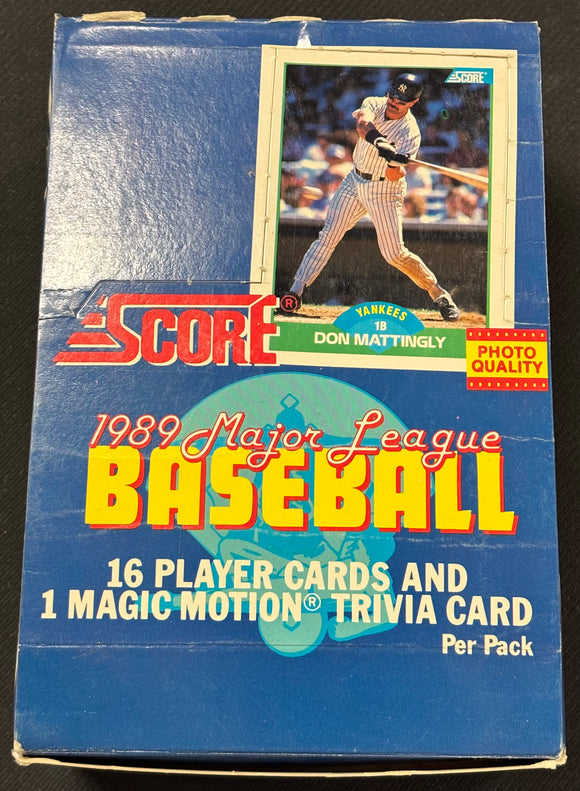 SCORE
YANKEES
1B
DON MATTINGLY
SCORE®
PHOTO
QUALITY
1989 Major League
BASEBALL
16 PLAYER CARDS AND
1 MAGIC MOTION® TRIVIA CARD
Per Pack